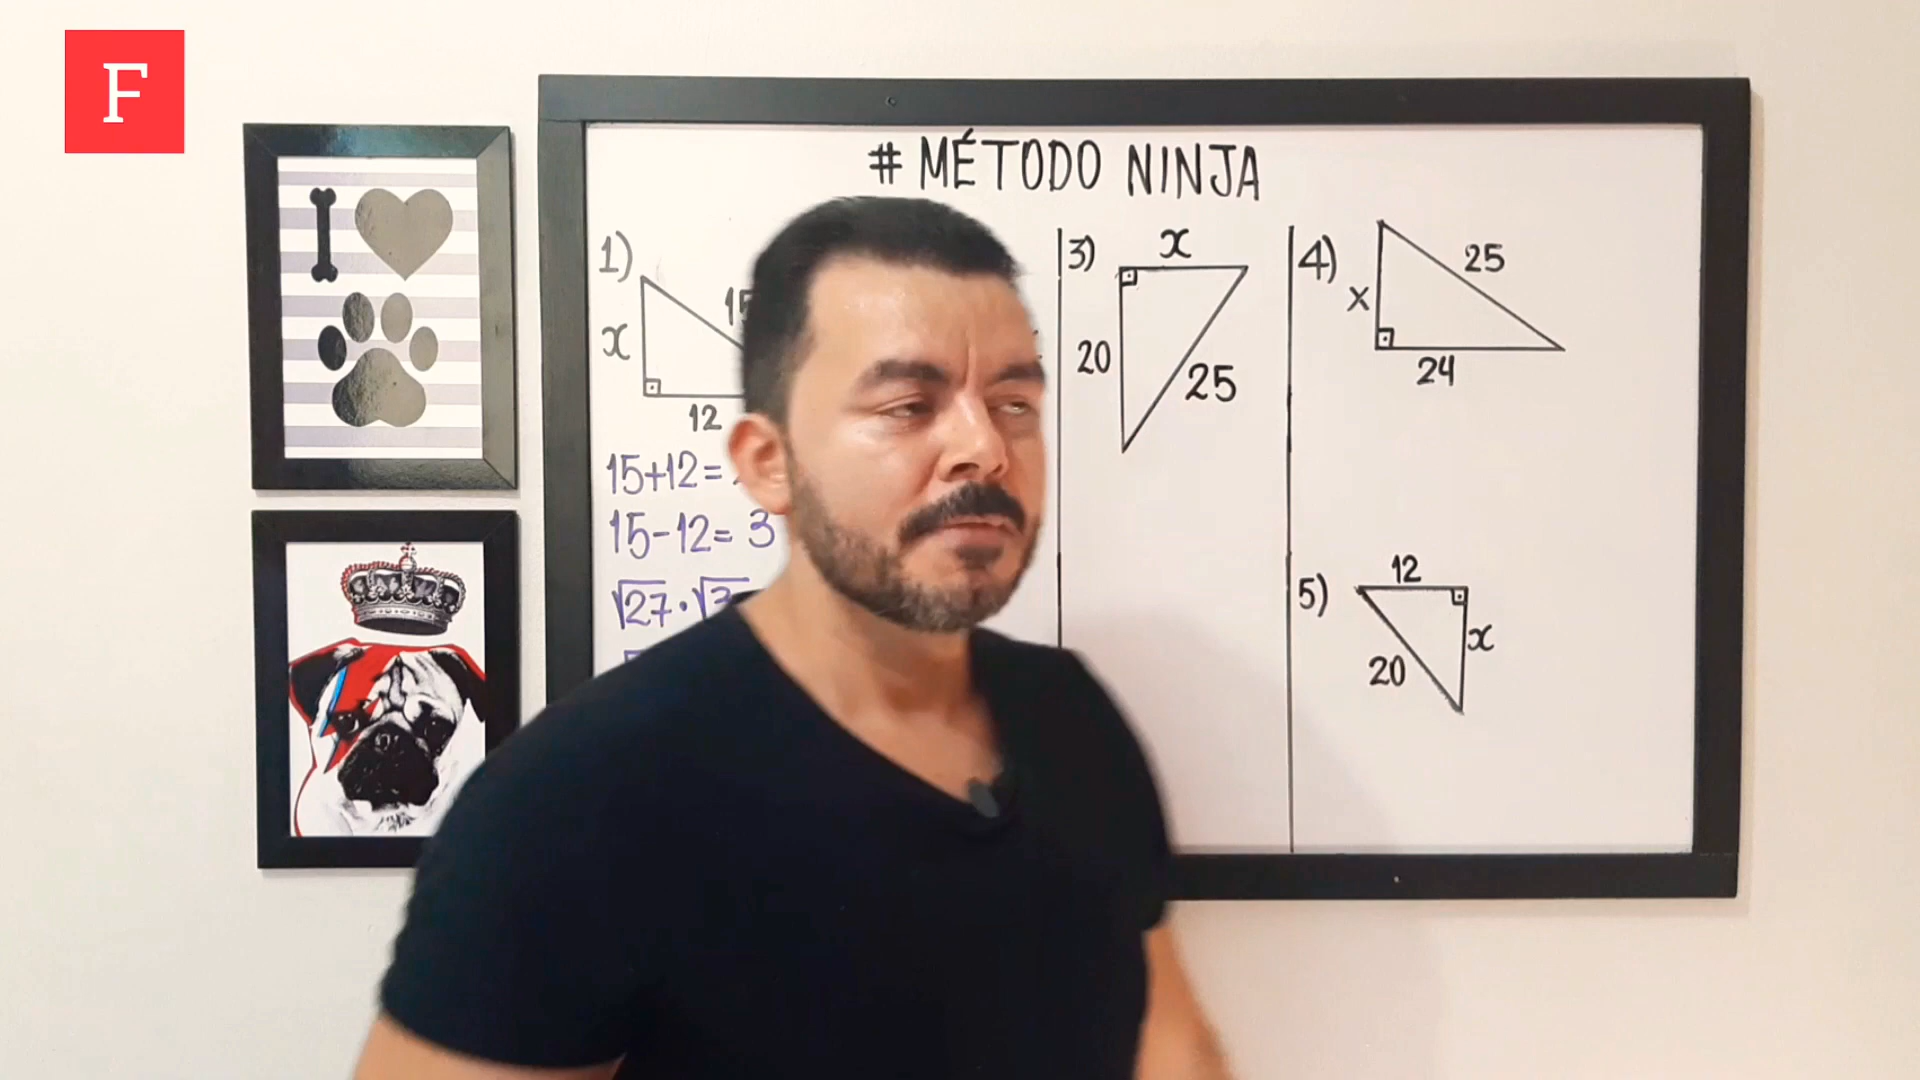 F
I
# MÉTODO NINJA
1)
x
12
15+12=
15-12= 3
√27·√3
3)
x
20
25
4)
25
x
24
5)
12
x
20